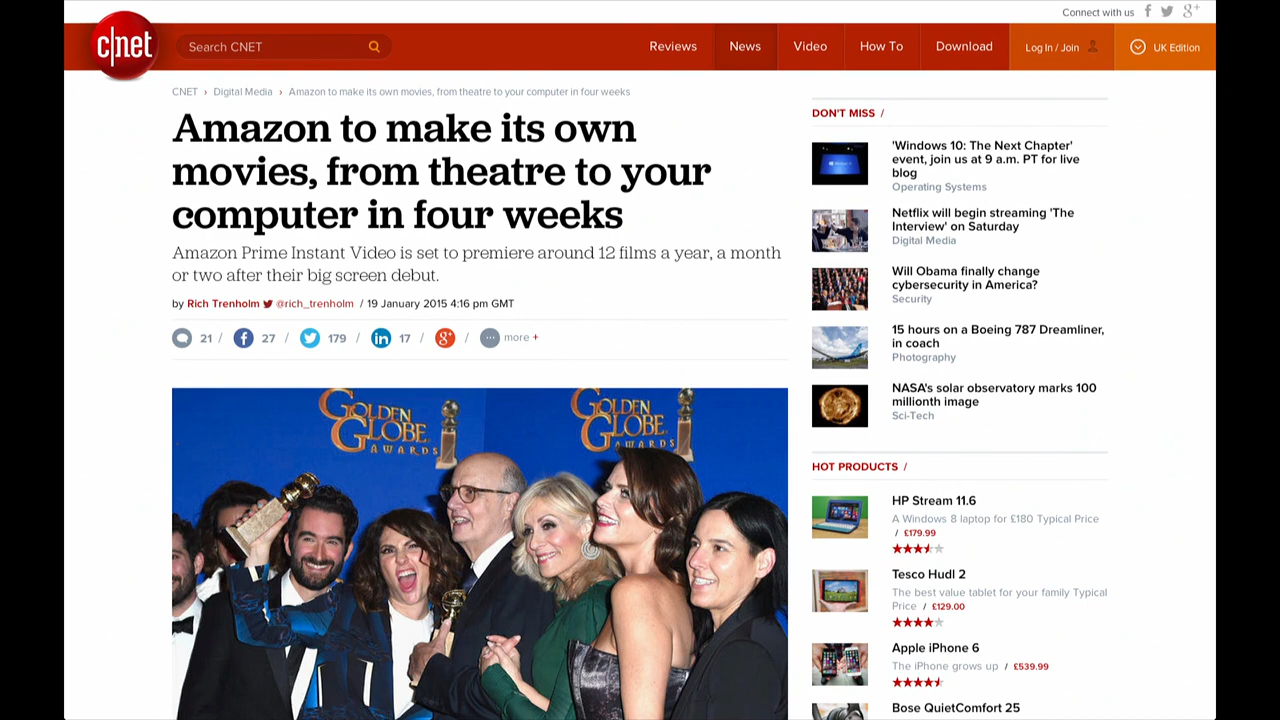 Connect with us
c|net
Search CNET
Reviews
News
Video
How To
Download
Log In / Join
UK Edition
CNET › Digital Media › Amazon to make its own movies, from theatre to your computer in four weeks
Amazon to make its own
movies, from theatre to your
computer in four weeks
Amazon Prime Instant Video is set to premiere around 12 films a year, a month
or two after their big screen debut.
by Rich Trenholm @rich_trenholm / 19 January 2015 4:16 pm GMT
21 / f 27 / 179 / in 17 / g+ / more +
GOLDEN
GLOBE
AWARDS
GOLDEN
GLOBE
AWARDS
DON'T MISS /
'Windows 10: The Next Chapter'
event, join us at 9 a.m. PT for live
blog
Operating Systems
Netflix will begin streaming 'The
Interview' on Saturday
Digital Media
Will Obama finally change
cybersecurity in America?
Security
15 hours on a Boeing 787 Dreamliner,
in coach
Photography
NASA's solar observatory marks 100
millionth image
Sci-Tech
HOT PRODUCTS /
HP Stream 11.6
A Windows 8 laptop for £180 Typical Price
/ £179.99
Tesco Hudl 2
The best value tablet for your family Typical
Price / £129.00
Apple iPhone 6
The iPhone grows up / £539.99
Bose QuietComfort 25